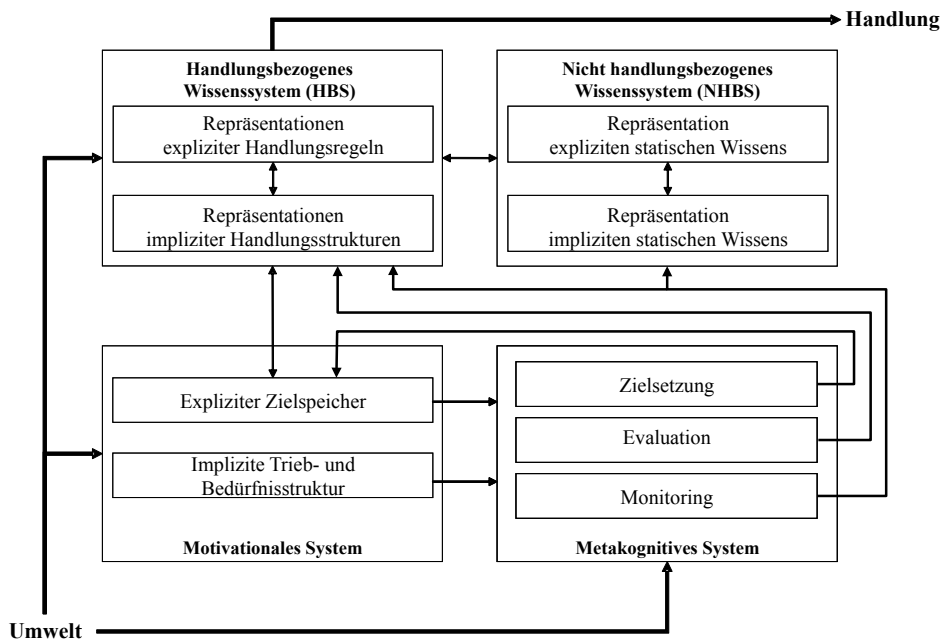 Handlung
Handlungsbezogenes
Wissenssystem (HBS)
Repräsentationen
expliziter Handlungsregeln
Repräsentationen
impliziter Handlungsstrukturen
Nicht handlungsbezogenes
Wissenssystem (NHBS)
Repräsentation
expliziten statischen Wissens
Repräsentation
impliziten statischen Wissens
Expliziter Zielspeicher
Implizite Trieb- und
Bedürfnisstruktur
Motivationales System
Zielsetzung
Evaluation
Monitoring
Metakognitives System
Umwelt